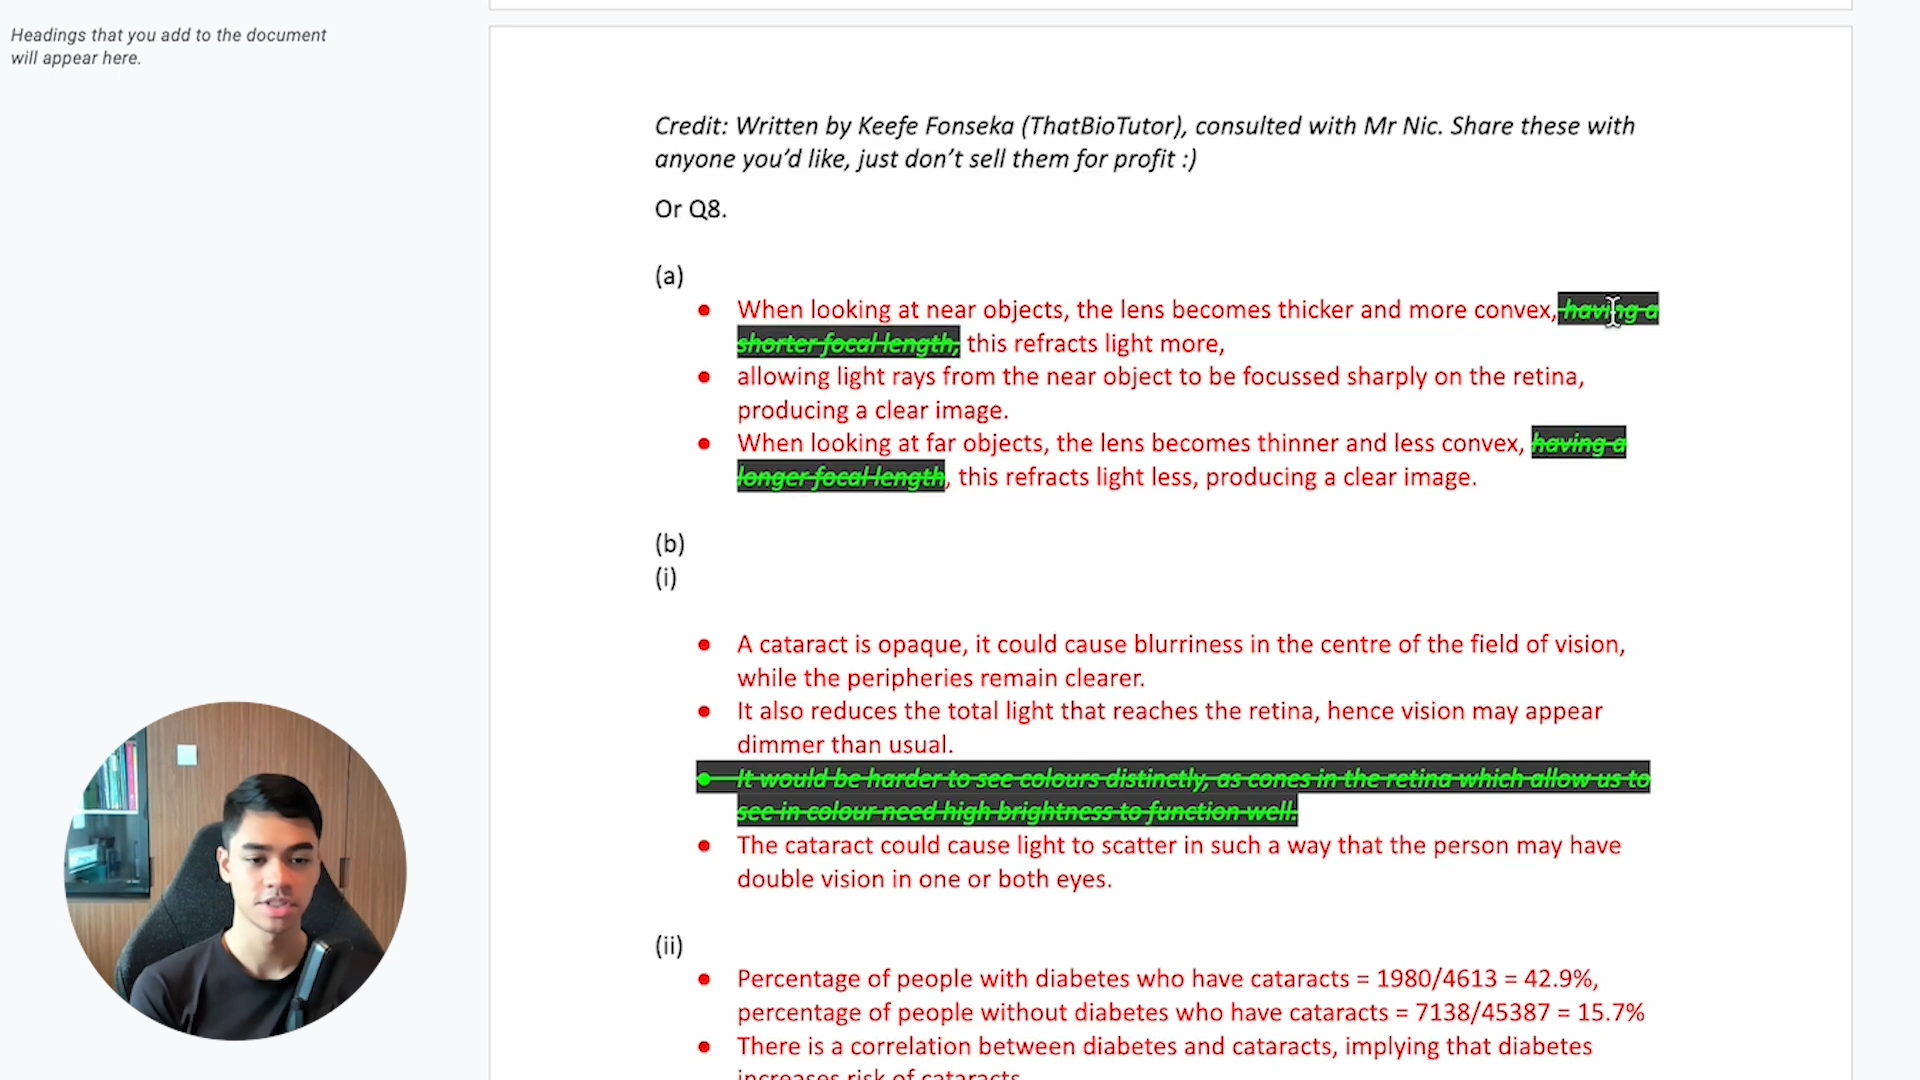 Headings that you add to the document
will appear here.
Credit: Written by Keefe Fonseka (ThatBioTutor), consulted with Mr Nic. Share these with
anyone you'd like, just don't sell them for profit :)
Or Q8.
(a)
● When looking at near objects, the lens becomes thicker and more convex, having a
shorter focal length, this refracts light more,
● allowing light rays from the near object to be focussed sharply on the retina,
producing a clear image.
● When looking at far objects, the lens becomes thinner and less convex, having a
longer focal length, this refracts light less, producing a clear image.
(b)
(i)
● A cataract is opaque, it could cause blurriness in the centre of the field of vision,
while the peripheries remain clearer.
● It also reduces the total light that reaches the retina, hence vision may appear
dimmer than usual.
● It would be harder to see colours distinctly, as cones in the retina which allow us to
see in colour need high brightness to function well.
● The cataract could cause light to scatter in such a way that the person may have
double vision in one or both eyes.
(ii)
● Percentage of people with diabetes who have cataracts = 1980/4613 = 42.9%,
percentage of people without diabetes who have cataracts = 7138/45387 = 15.7%
● There is a correlation between diabetes and cataracts, implying that diabetes
increases risk of cataracts